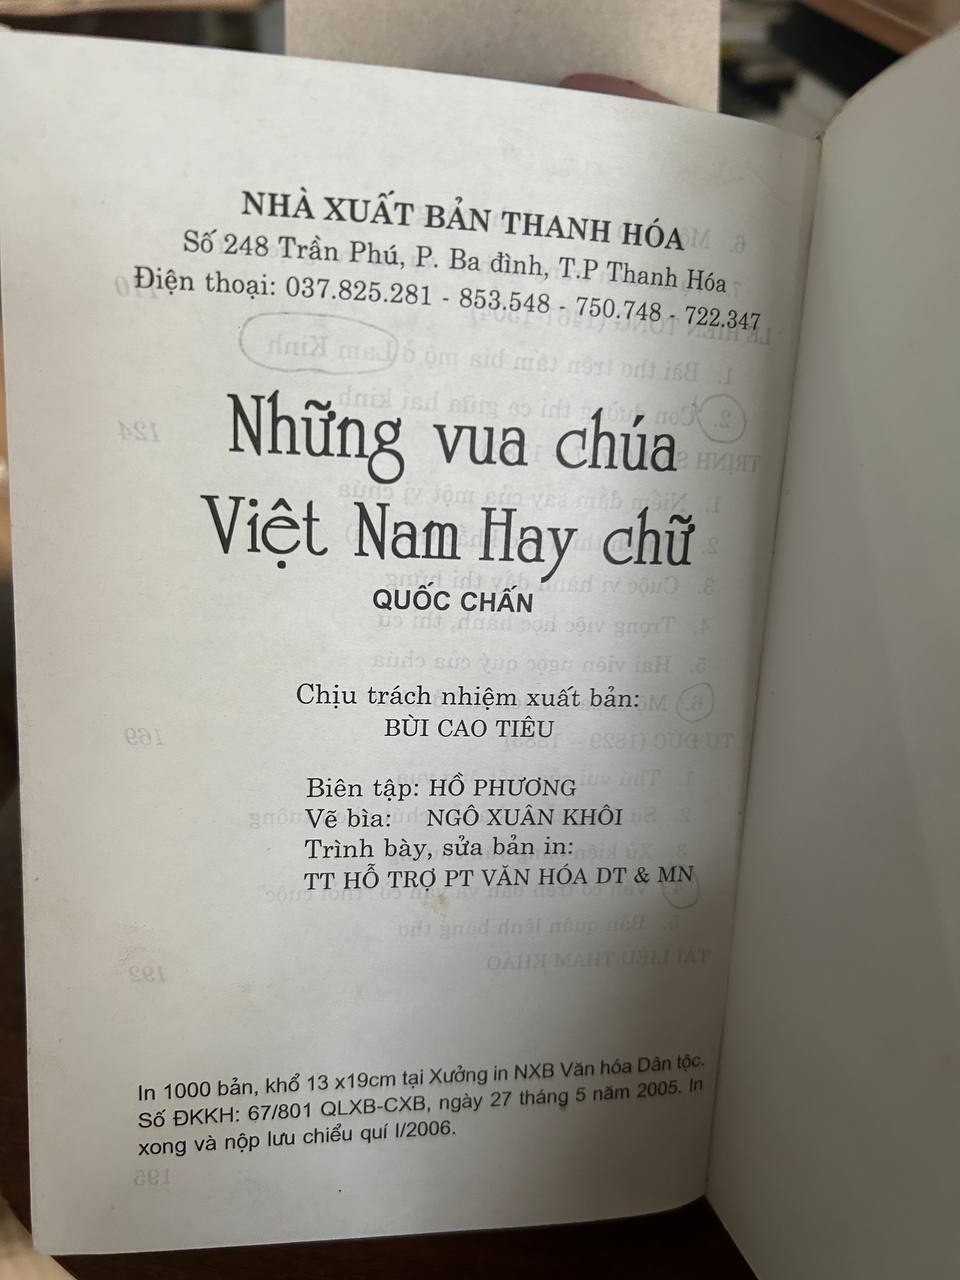 NHÀ XUẤT BẢN THANH HÓA
Số 248 Trần Phú, P. Ba đình, T.P Thanh Hóa
Điện thoại: 037.825.281 - 853.548 - 750.748 - 722.347
Những vua chúa
Việt Nam Hay chữ
QUỐC CHẤN
Chịu trách nhiệm xuất bản:
BÙI CAO TIÊU
Biên tập: HỒ PHƯƠNG
Vẽ bìa: NGÔ XUÂN KHÔI
Trình bày, sửa bản in:
TT HỖ TRỢ PT VĂN HÓA DT & MN
In 1000 bản, khổ 13 x19cm tại Xưởng in NXB Văn hóa Dân tộc.
Số ĐKKH: 67/801 QLXB-CXB, ngày 27 tháng 5 năm 2005. In
xong và nộp lưu chiểu quí I/2006.